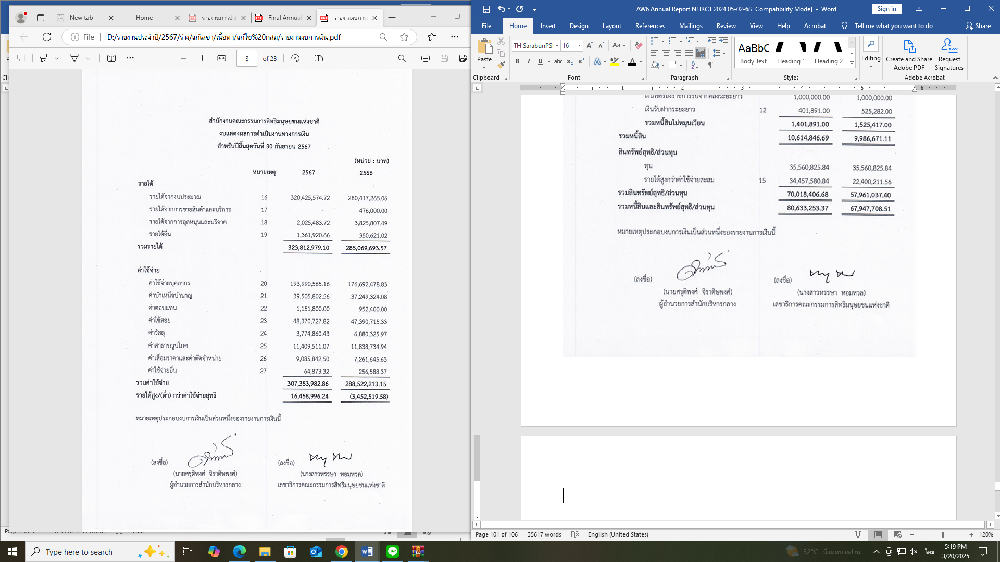 New tab
Home
รายงานการประ
Final Annual
รายงานงบการ
File
D:/รายงานประจำปี/2567/ร่าง/แก้เลขา/เนื้อหา/แก้ไข%20กสม/รายงานงบการเงิน.pdf
3 of 23
สำนักงานคณะกรรมการสิทธิมนุษยชนแห่งชาติ
งบแสดงผลการดำเนินงานทางการเงิน
สำหรับปีสิ้นสุดวันที่ 30 กันยายน 2567
(หน่วย : บาท)
หมายเหตุ 2567 2566
รายได้
รายได้จากงบประมาณ 16 320,425,574.72 280,417,265.06
รายได้จากการขายสินค้าและบริการ 17 - 476,000.00
รายได้จากการอุดหนุนและบริจาค 18 2,025,483.72 3,825,807.49
รายได้อื่น 19 1,361,920.66 350,621.02
รวมรายได้ 323,812,979.10 285,069,693.57
ค่าใช้จ่าย
ค่าใช้จ่ายบุคลากร 20 193,990,565.16 176,692,478.83
ค่าบำเหน็จบำนาญ 21 39,505,802.56 37,249,324.08
ค่าตอบแทน 22 1,151,800.00 952,400.00
ค่าใช้สอย 23 48,370,727.82 47,390,715.33
ค่าวัสดุ 24 3,774,860.43 6,880,325.97
ค่าสาธารณูปโภค 25 11,409,511.07 11,838,734.94
ค่าเสื่อมราคาและค่าตัดจำหน่าย 26 9,085,842.50 7,261,645.63
ค่าใช้จ่ายอื่น 27 64,873.32 256,588.37
รวมค่าใช้จ่าย 307,353,982.86 288,522,213.15
รายได้สูง/(ต่ำ) กว่าค่าใช้จ่ายสุทธิ 16,458,996.24 (3,452,519.58)
หมายเหตุประกอบงบการเงินเป็นส่วนหนึ่งของรายงานการเงินนี้
(ลงชื่อ) (ลงชื่อ)
(นายศรุติพงศ์ จิราดิษพงศ์) (นางสาวหรรษา หอมหวล)
ผู้อำนวยการสำนักบริหารกลาง เลขาธิการคณะกรรมการสิทธิมนุษยชนแห่งชาติ
AW6 Annual Report NHRCT 2024 05-02-68 [Compatibility Mode] - Word
Sign in
File Home Insert Design Layout References Mailings Review View Help Acrobat Tell me what you want to do Share
Paste
TH SarabunPSI 16
AaBbC
Body Text Heading 1 Heading 2
Editing
Create and Share
Adobe PDF
Request
Signatures
Clipboard Font Paragraph Styles Adobe Acrobat
1 2 3 4 5 6
เงินทดรองราชการรับจากคลังระยะยาว 1,000,000.00 1,000,000.00
เงินรับฝากระยะยาว 12 401,891.00 525,282.00
รวมหนี้สินไม่หมุนเวียน 1,401,891.00 1,525,417.00
รวมหนี้สิน 10,614,846.69 9,986,671.11
สินทรัพย์สุทธิ/ส่วนทุน
ทุน 35,560,825.84 35,560,825.84
รายได้สูงกว่าค่าใช้จ่ายสะสม 15 34,457,580.84 22,400,211.56
รวมสินทรัพย์สุทธิ/ส่วนทุน 70,018,406.68 57,961,037.40
รวมหนี้สินและสินทรัพย์สุทธิ/ส่วนทุน 80,633,253.37 67,947,708.51
หมายเหตุประกอบงบการเงินเป็นส่วนหนึ่งของรายงานการเงินนี้
(ลงชื่อ) (ลงชื่อ)
(นายศรุติพงศ์ จิราดิษพงศ์) (นางสาวหรรษา หอมหวล)
ผู้อำนวยการสำนักบริหารกลาง เลขาธิการคณะกรรมการสิทธิมนุษยชนแห่งชาติ
Page 101 of 106 35617 words English (United States) 120%
Type here to search
32°C มีแดดบางส่วน
ไทย
5:19 PM
3/20/2025